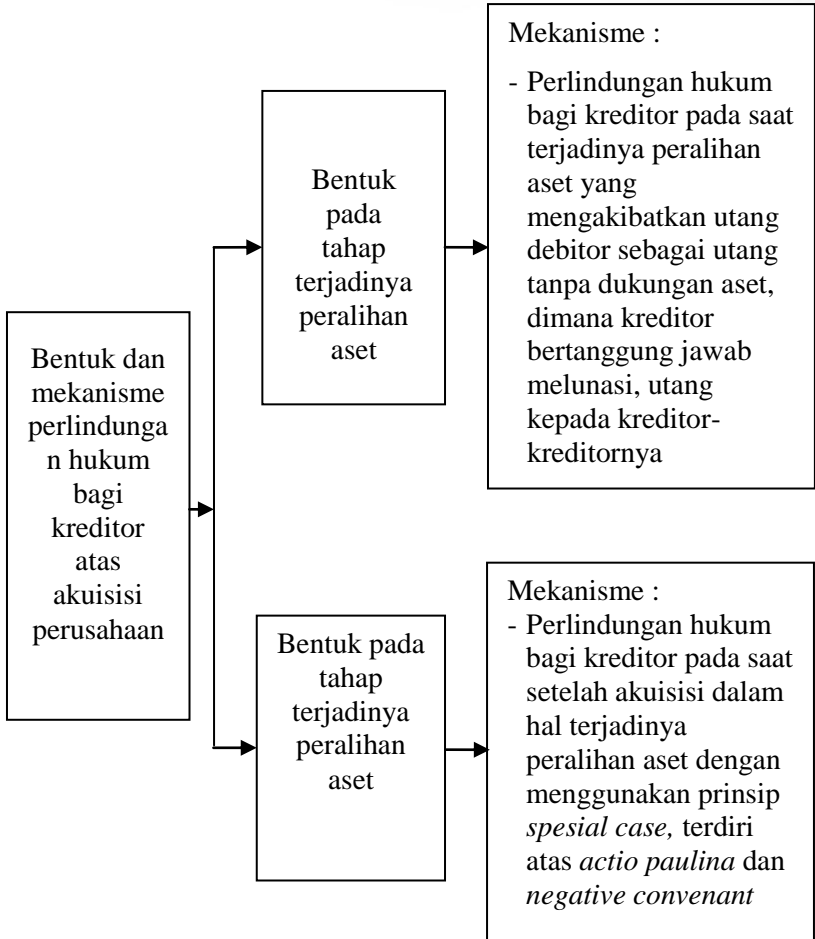 Bentuk dan
mekanisme
perlindunga
n hukum
bagi
kreditor
atas
akuisisi
perusahaan
Bentuk
pada
tahap
terjadinya
peralihan
aset
Mekanisme :
- Perlindungan hukum
bagi kreditor pada saat
terjadinya peralihan
aset yang
mengakibatkan utang
debitor sebagai utang
tanpa dukungan aset,
dimana kreditor
bertanggung jawab
melunasi, utang
kepada kreditor-
kreditornya
Bentuk pada
tahap
terjadinya
peralihan
aset
Mekanisme :
- Perlindungan hukum
bagi kreditor pada saat
setelah akuisisi dalam
hal terjadinya
peralihan aset dengan
menggunakan prinsip
spesial case, terdiri
atas actio paulina dan
negative convenant